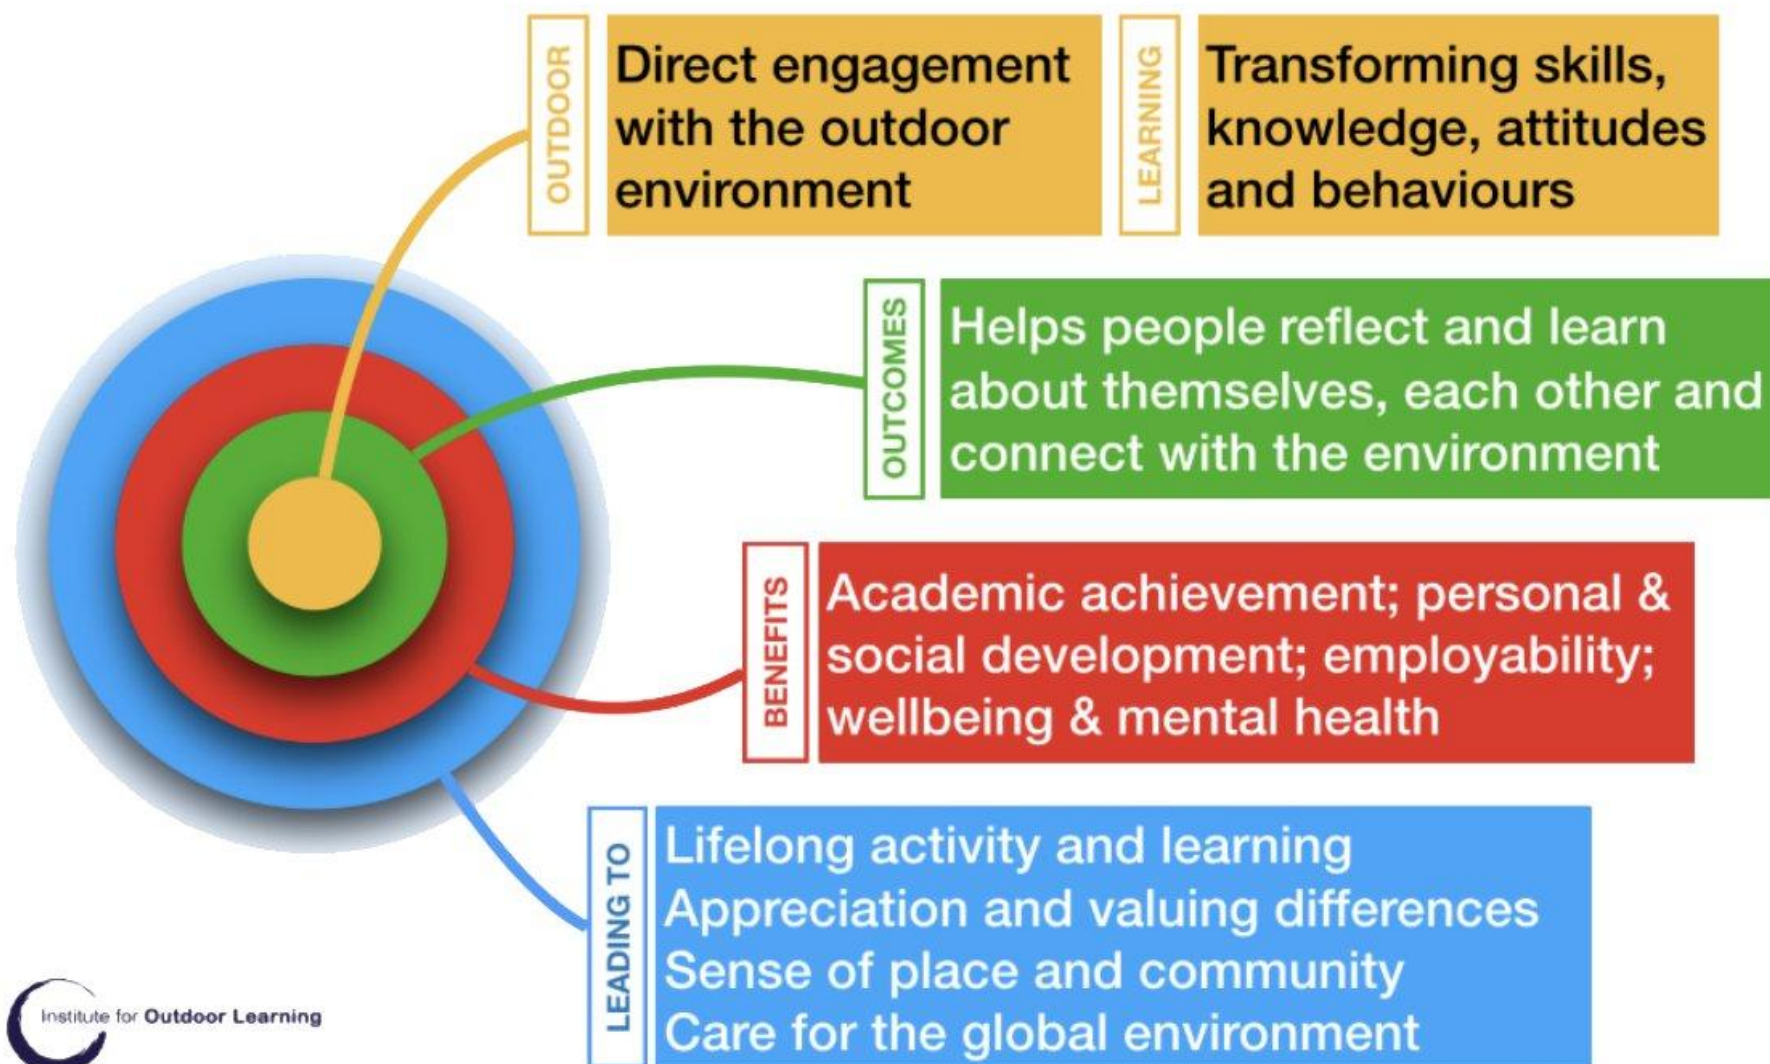 OUTDOOR
Direct engagement
with the outdoor
environment
LEARNING
Transforming skills,
knowledge, attitudes
and behaviours
OUTCOMES
Helps people reflect and learn
about themselves, each other and
connect with the environment
BENEFITS
Academic achievement; personal &
social development; employability;
wellbeing & mental health
LEADING TO
Lifelong activity and learning
Appreciation and valuing differences
Sense of place and community
Care for the global environment
Institute for Outdoor Learning